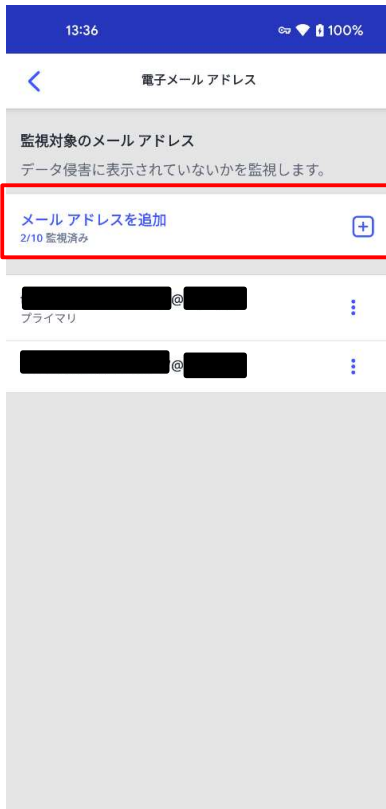 13:36
100%
電子メール アドレス
監視対象のメール アドレス
データ侵害に表示されていないかを監視します。
メール アドレスを追加
2/10 監視済み
@
プライマリ
@